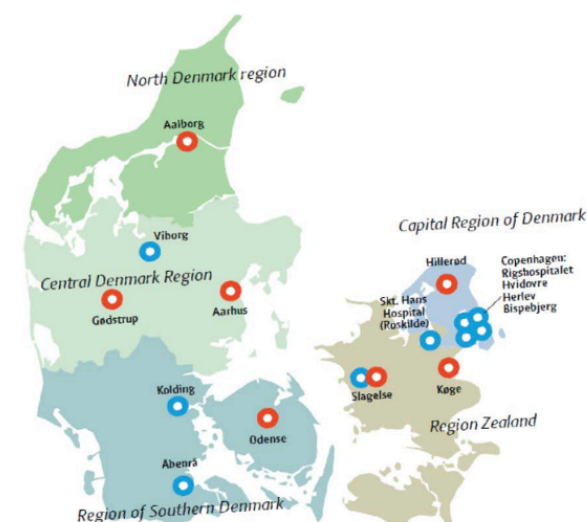 North Denmark region
Aalborg
Capital Region of Denmark
Viborg
Hillerød
Copenhagen:
Rigshospitalet
Hvidovre
Herlev
Bispebjerg
Central Denmark Region
Skt. Hans
Hospital
(Roskilde)
Gødstrup
Aarhus
Kolding
Slagelse
Køge
Odense
Region Zealand
Åbenrå
Region of Southern Denmark